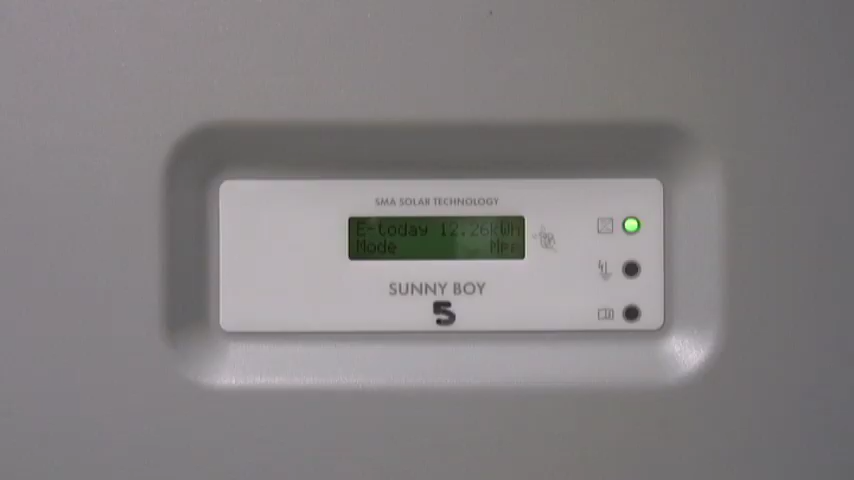 SMA SOLAR TECHNOLOGY
E-today 12.26kWh
Mode Mpp
SUNNY BOY
5